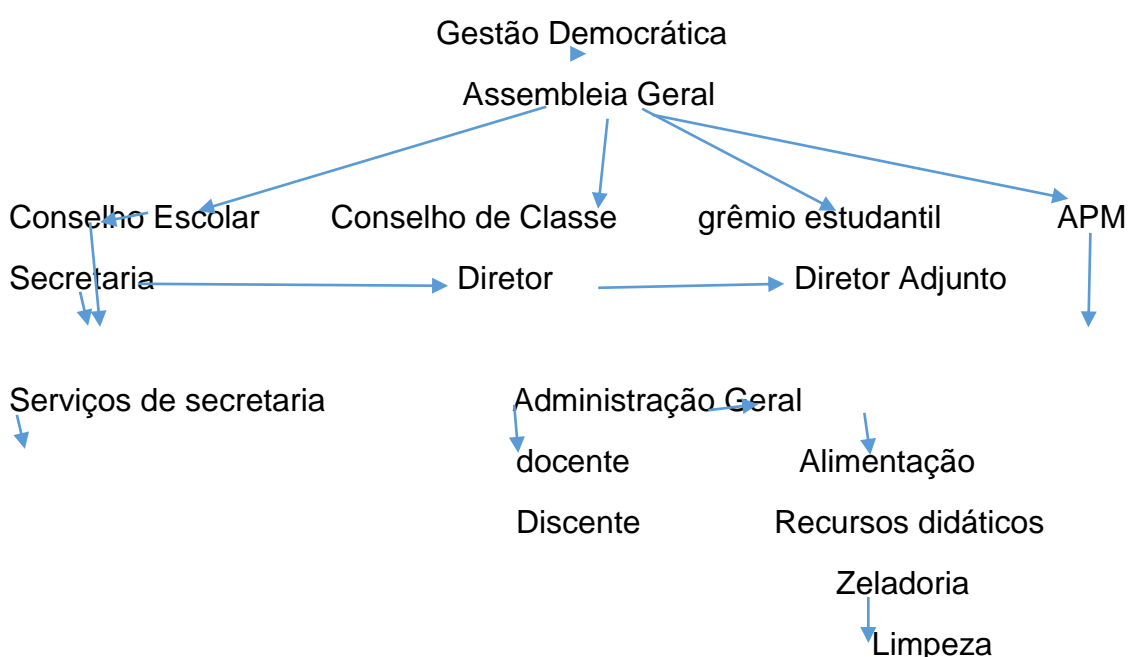 Gestão Democrática
Assembleia Geral
Conselho Escolar Conselho de Classe grêmio estudantil APM
Secretaria Diretor Diretor Adjunto
Serviços de secretaria Administração Geral
docente Alimentação
Discente Recursos didáticos
Zeladoria
Limpeza